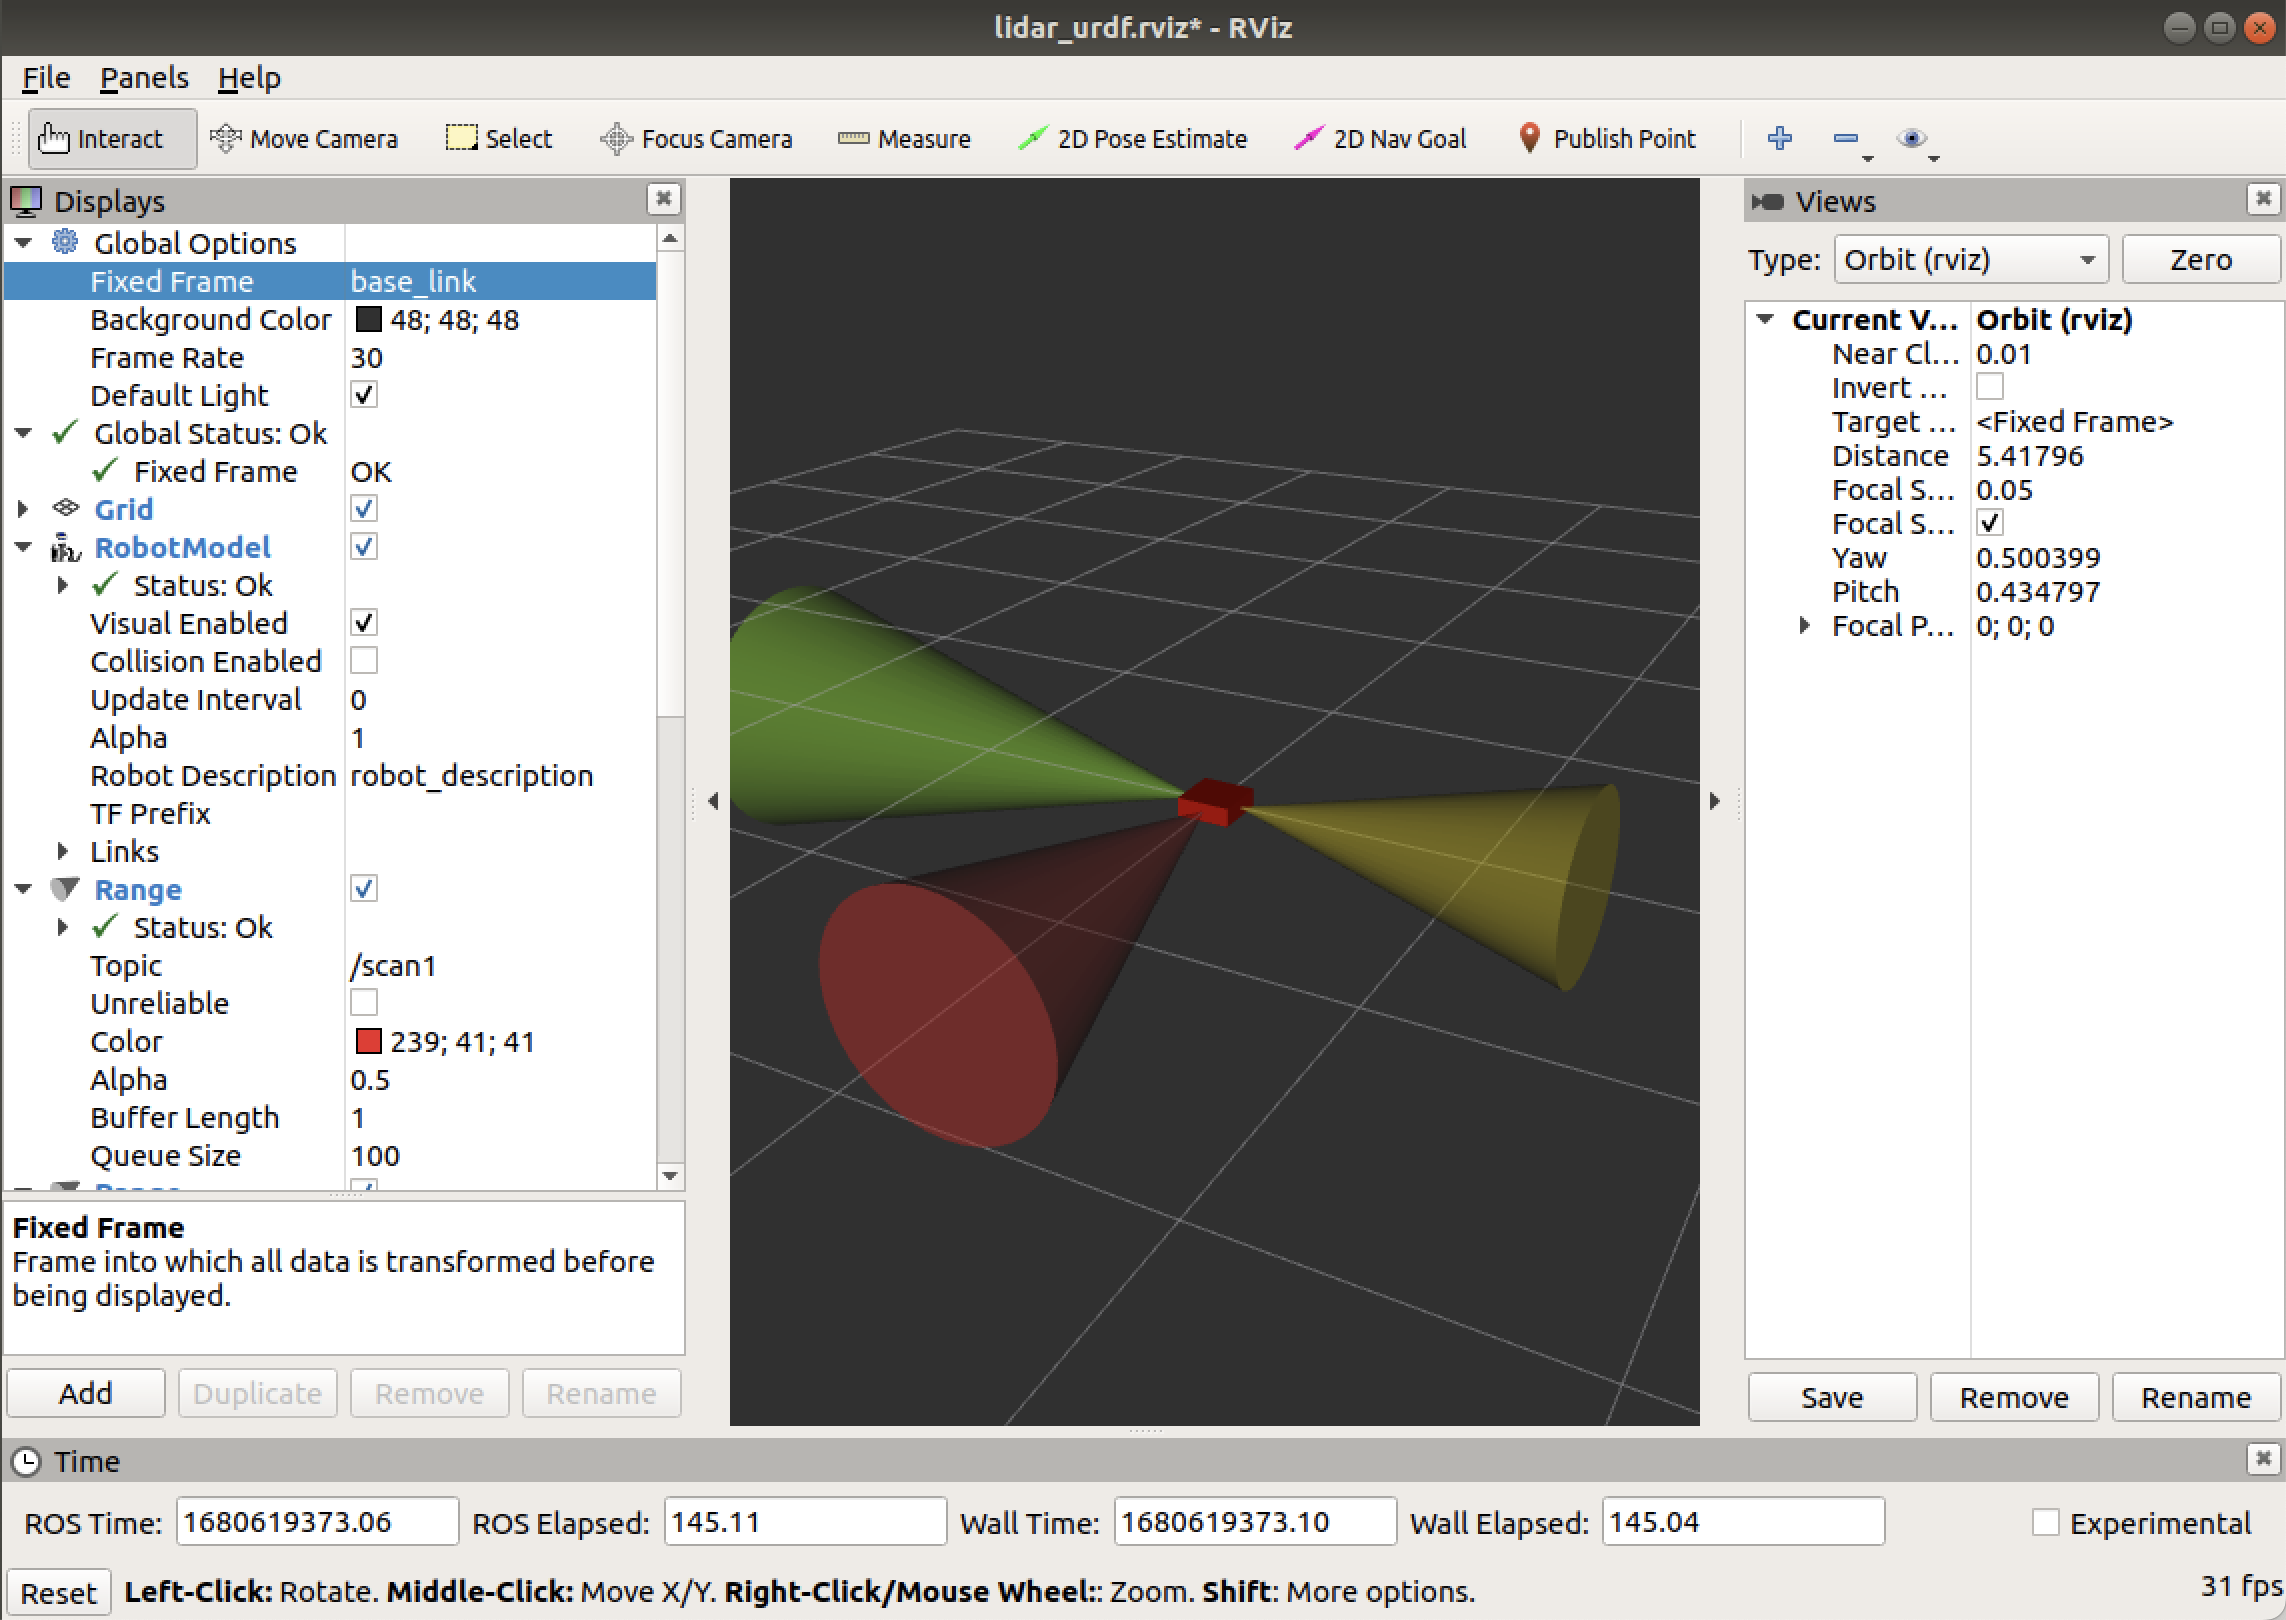 lidar_urdf.rviz* - RViz
File Panels Help
Interact Move Camera Select Focus Camera Measure 2D Pose Estimate 2D Nav Goal Publish Point
Displays
Global Options
Fixed Frame base_link
Background Color 48; 48; 48
Frame Rate 30
Default Light
Global Status: Ok
Fixed Frame OK
Grid
RobotModel
Status: Ok
Visual Enabled
Collision Enabled
Update Interval 0
Alpha 1
Robot Description robot_description
TF Prefix
Links
Range
Status: Ok
Topic /scan1
Unreliable
Color 239; 41; 41
Alpha 0.5
Buffer Length 1
Queue Size 100
Fixed Frame
Frame into which all data is transformed before
being displayed.
Add Duplicate Remove Rename
Views
Type: Orbit (rviz) Zero
Current V... Orbit (rviz)
Near Cl... 0.01
Invert ...
Target ... <Fixed Frame>
Distance 5.41796
Focal S... 0.05
Focal S...
Yaw 0.500399
Pitch 0.434797
Focal P... 0; 0; 0
Save Remove Rename
Time
ROS Time: 1680619373.06 ROS Elapsed: 145.11 Wall Time: 1680619373.10 Wall Elapsed: 145.04 Experimental
Reset Left-Click: Rotate. Middle-Click: Move X/Y. Right-Click/Mouse Wheel:: Zoom. Shift: More options. 31 fps